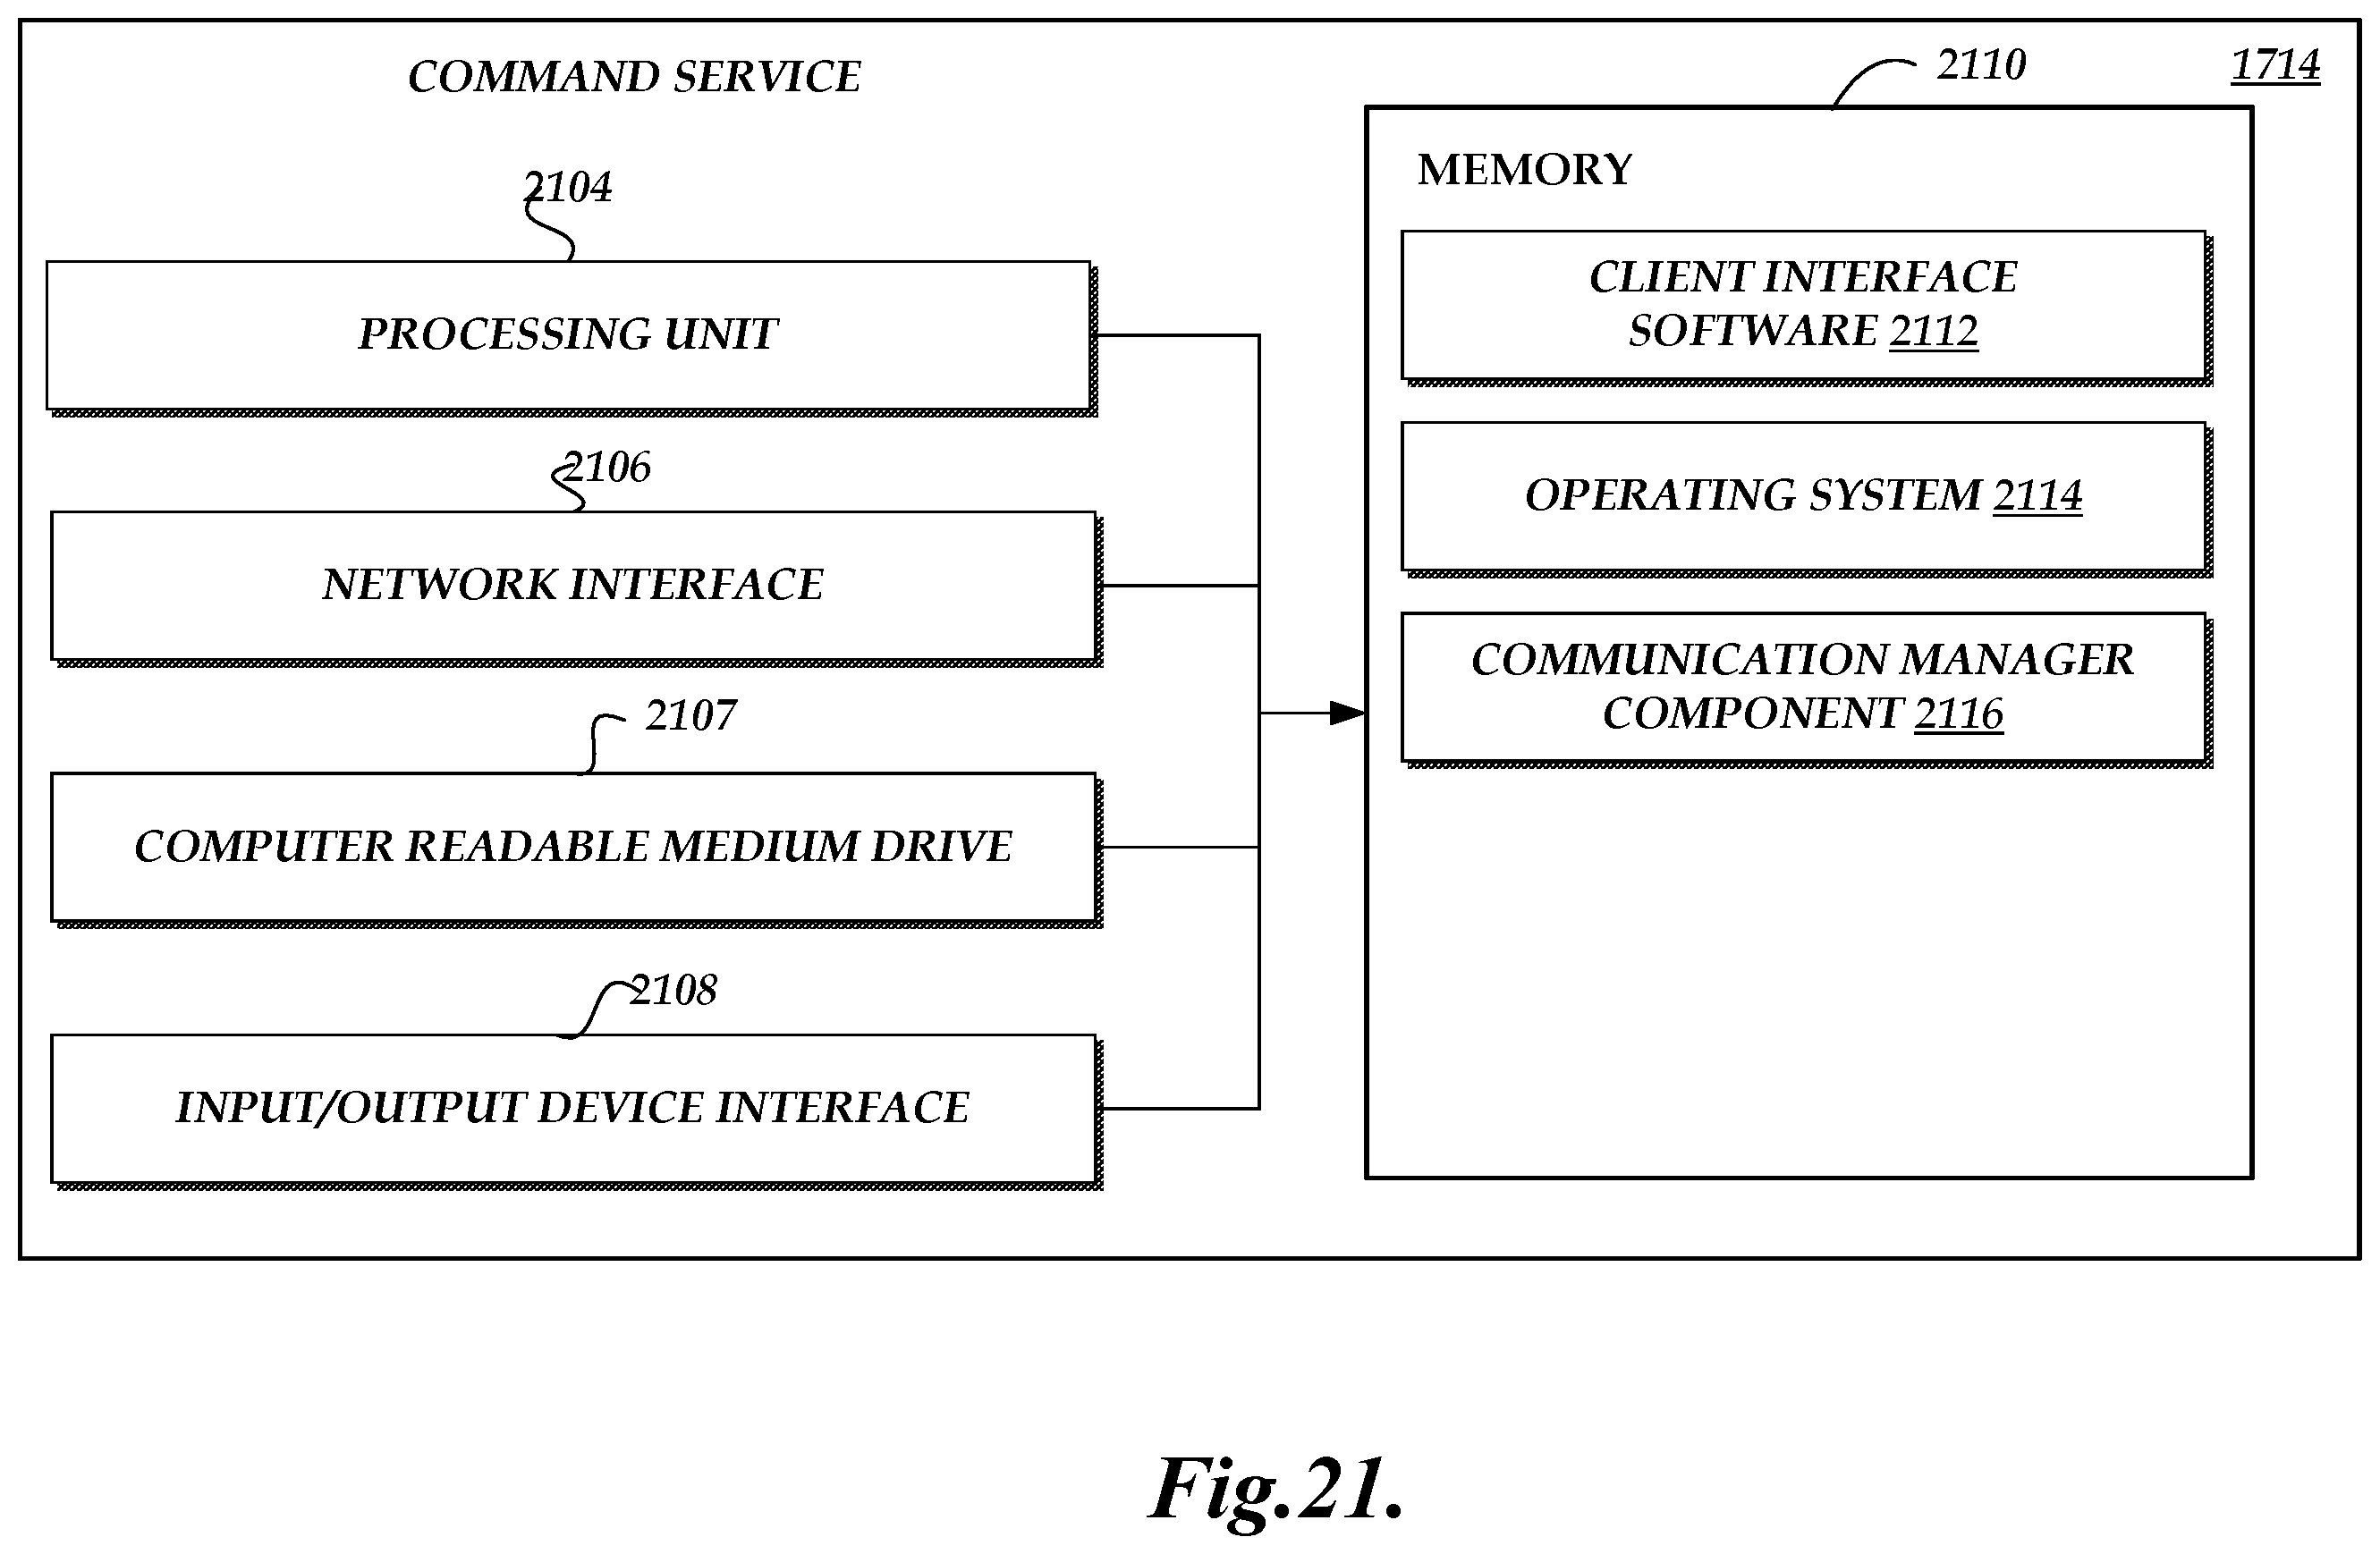 COMMAND SERVICE
1714
2104
PROCESSING UNIT
2106
NETWORK INTERFACE
2107
COMPUTER READABLE MEDIUM DRIVE
2108
INPUT/OUTPUT DEVICE INTERFACE
2110
MEMORY
CLIENT INTERFACE
SOFTWARE 2112
OPERATING SYSTEM 2114
COMMUNICATION MANAGER
COMPONENT 2116
Fig.21.